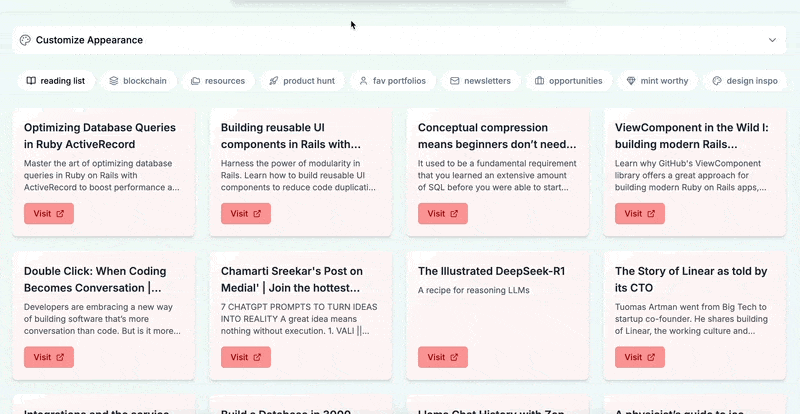 Customize Appearance
reading list blockchain resources product hunt fav portfolios newsletters opportunities mint worthy design inspo
Optimizing Database Queries
in Ruby ActiveRecord
Master the art of optimizing database
queries in Ruby on Rails with
ActiveRecord to boost performance a...
Visit
Building reusable UI
components in Rails with...
Harness the power of modularity in
Rails. Learn how to build reusable UI
components to reduce code duplicati...
Visit
Conceptual compression
means beginners don’t need...
It used to be a fundamental requirement
that you learned an extensive amount
of SQL before you were able to start...
Visit
ViewComponent in the Wild I:
building modern Rails...
Learn why GitHub's ViewComponent
library offers a great approach for
building modern Ruby on Rails apps,...
Visit
Double Click: When Coding
Becomes Conversation |...
Developers are embracing a new way
of building software that’s more
conversation than code. But is it more...
Visit
Chamarti Sreekar's Post on
Medial' | Join the hottest...
7 CHATGPT PROMPTS TO TURN IDEAS
INTO REALITY A great idea means
nothing without execution. 1. VALI ||...
Visit
The Illustrated DeepSeek-R1
A recipe for reasoning LLMs
Visit
The Story of Linear as told by
its CTO
Tuomas Artman went from Big Tech to
startup co-founder. He shares building
of Linear, the working culture and...
Visit